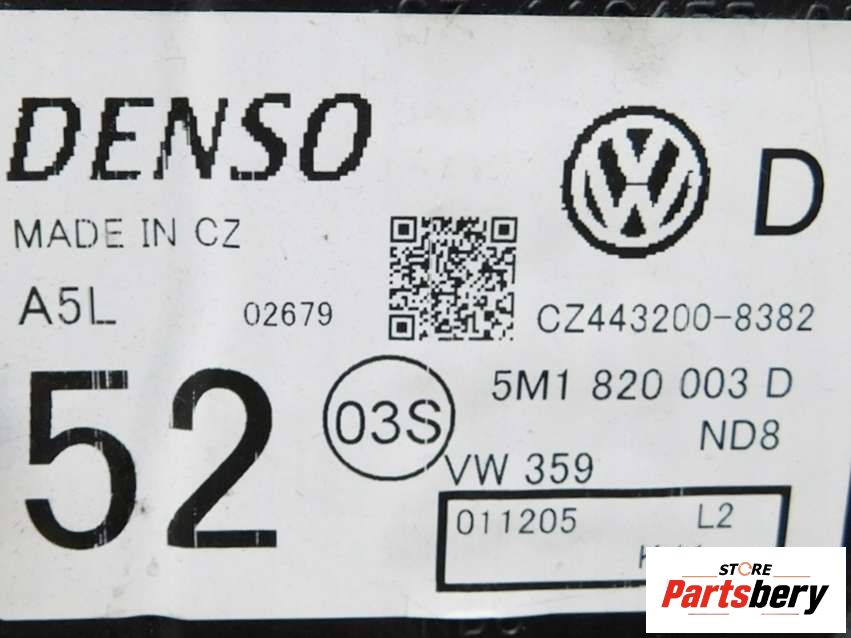 DENSO
D
MADE IN CZ
A5L
02679
CZ443200-8382
52
03S
5M1 820 003 D
ND8
VW 359
011205 L2
STORE
Partsbery